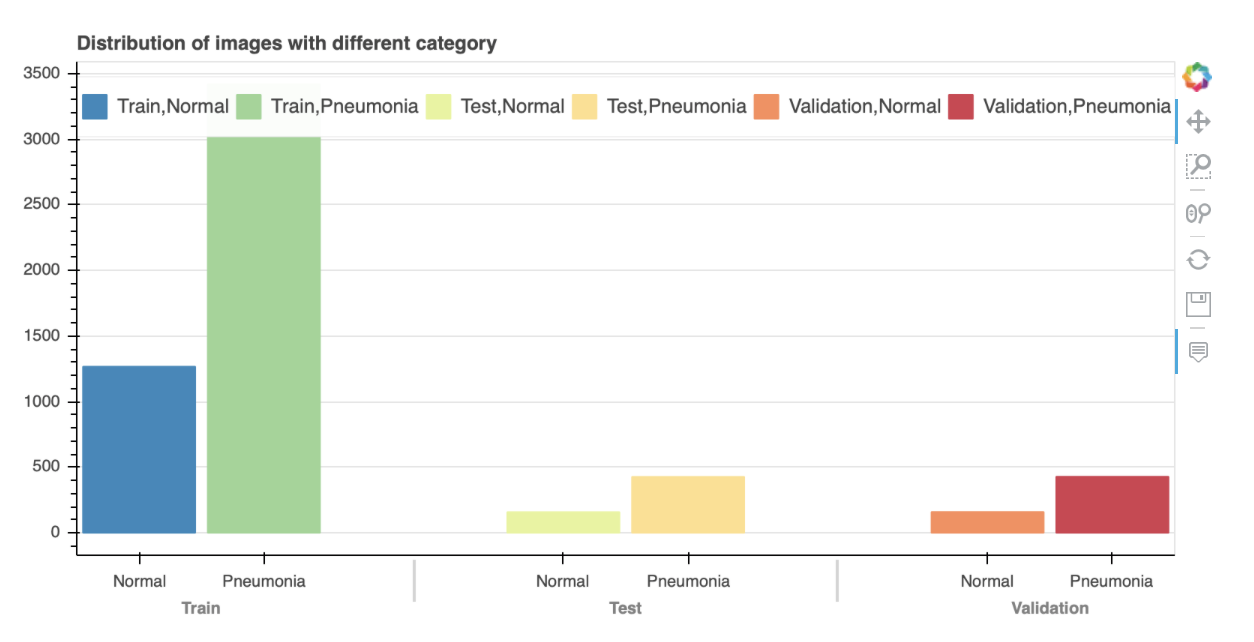 Distribution of images with different category
3500
Train,Normal Train,Pneumonia Test,Normal Test,Pneumonia Validation,Normal Validation,Pneumonia
3000
2500
2000
1500
1000
500
0
Normal Pneumonia Normal Pneumonia Normal Pneumonia
Train Test Validation